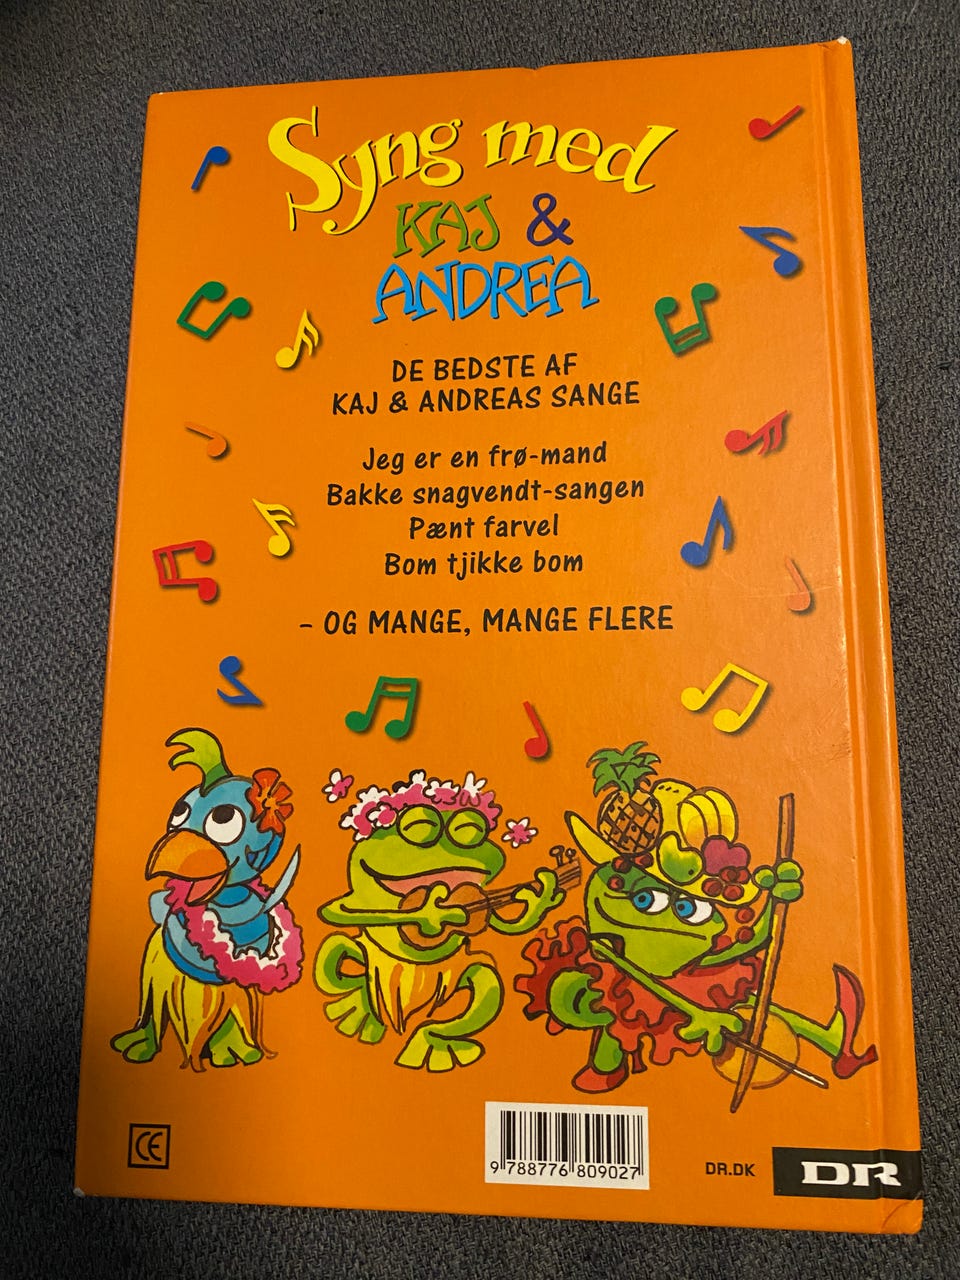 Syng med
KAJ &
ANDREA
DE BEDSTE AF
KAJ & ANDREAS SANGE
Jeg er en frø-mand
Bakke snagvendt-sangen
Pænt farvel
Bom tjikke bom
- OG MANGE, MANGE FLERE
CE
9 788776 809027
DR.DK
DR